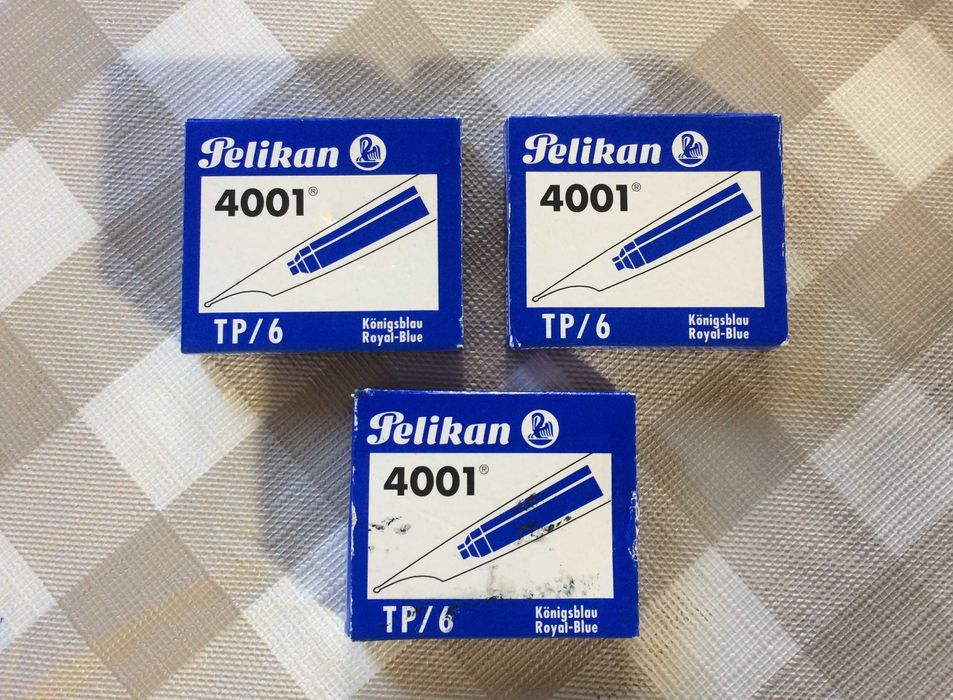 Pelikan
4001®
TP/6
Königsblau
Royal-Blue
Pelikan
4001®
TP/6
Königsblau
Royal-Blue
Pelikan
4001®
TP/6
Königsblau
Royal-Blue